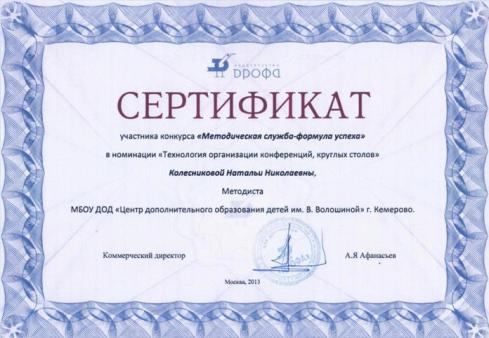 издательство
дрофа
СЕРТИФИКАТ
участника конкурса «Методическая служба-формула успеха»
в номинации «Технология организации конференций, круглых столов»
Колесниковой Натальи Николаевны,
Методиста
МБОУ ДОД «Центр дополнительного образования детей им. В. Волошиной» г. Кемерово.
Коммерческий директор
А.Я Афанасьев
Москва, 2013